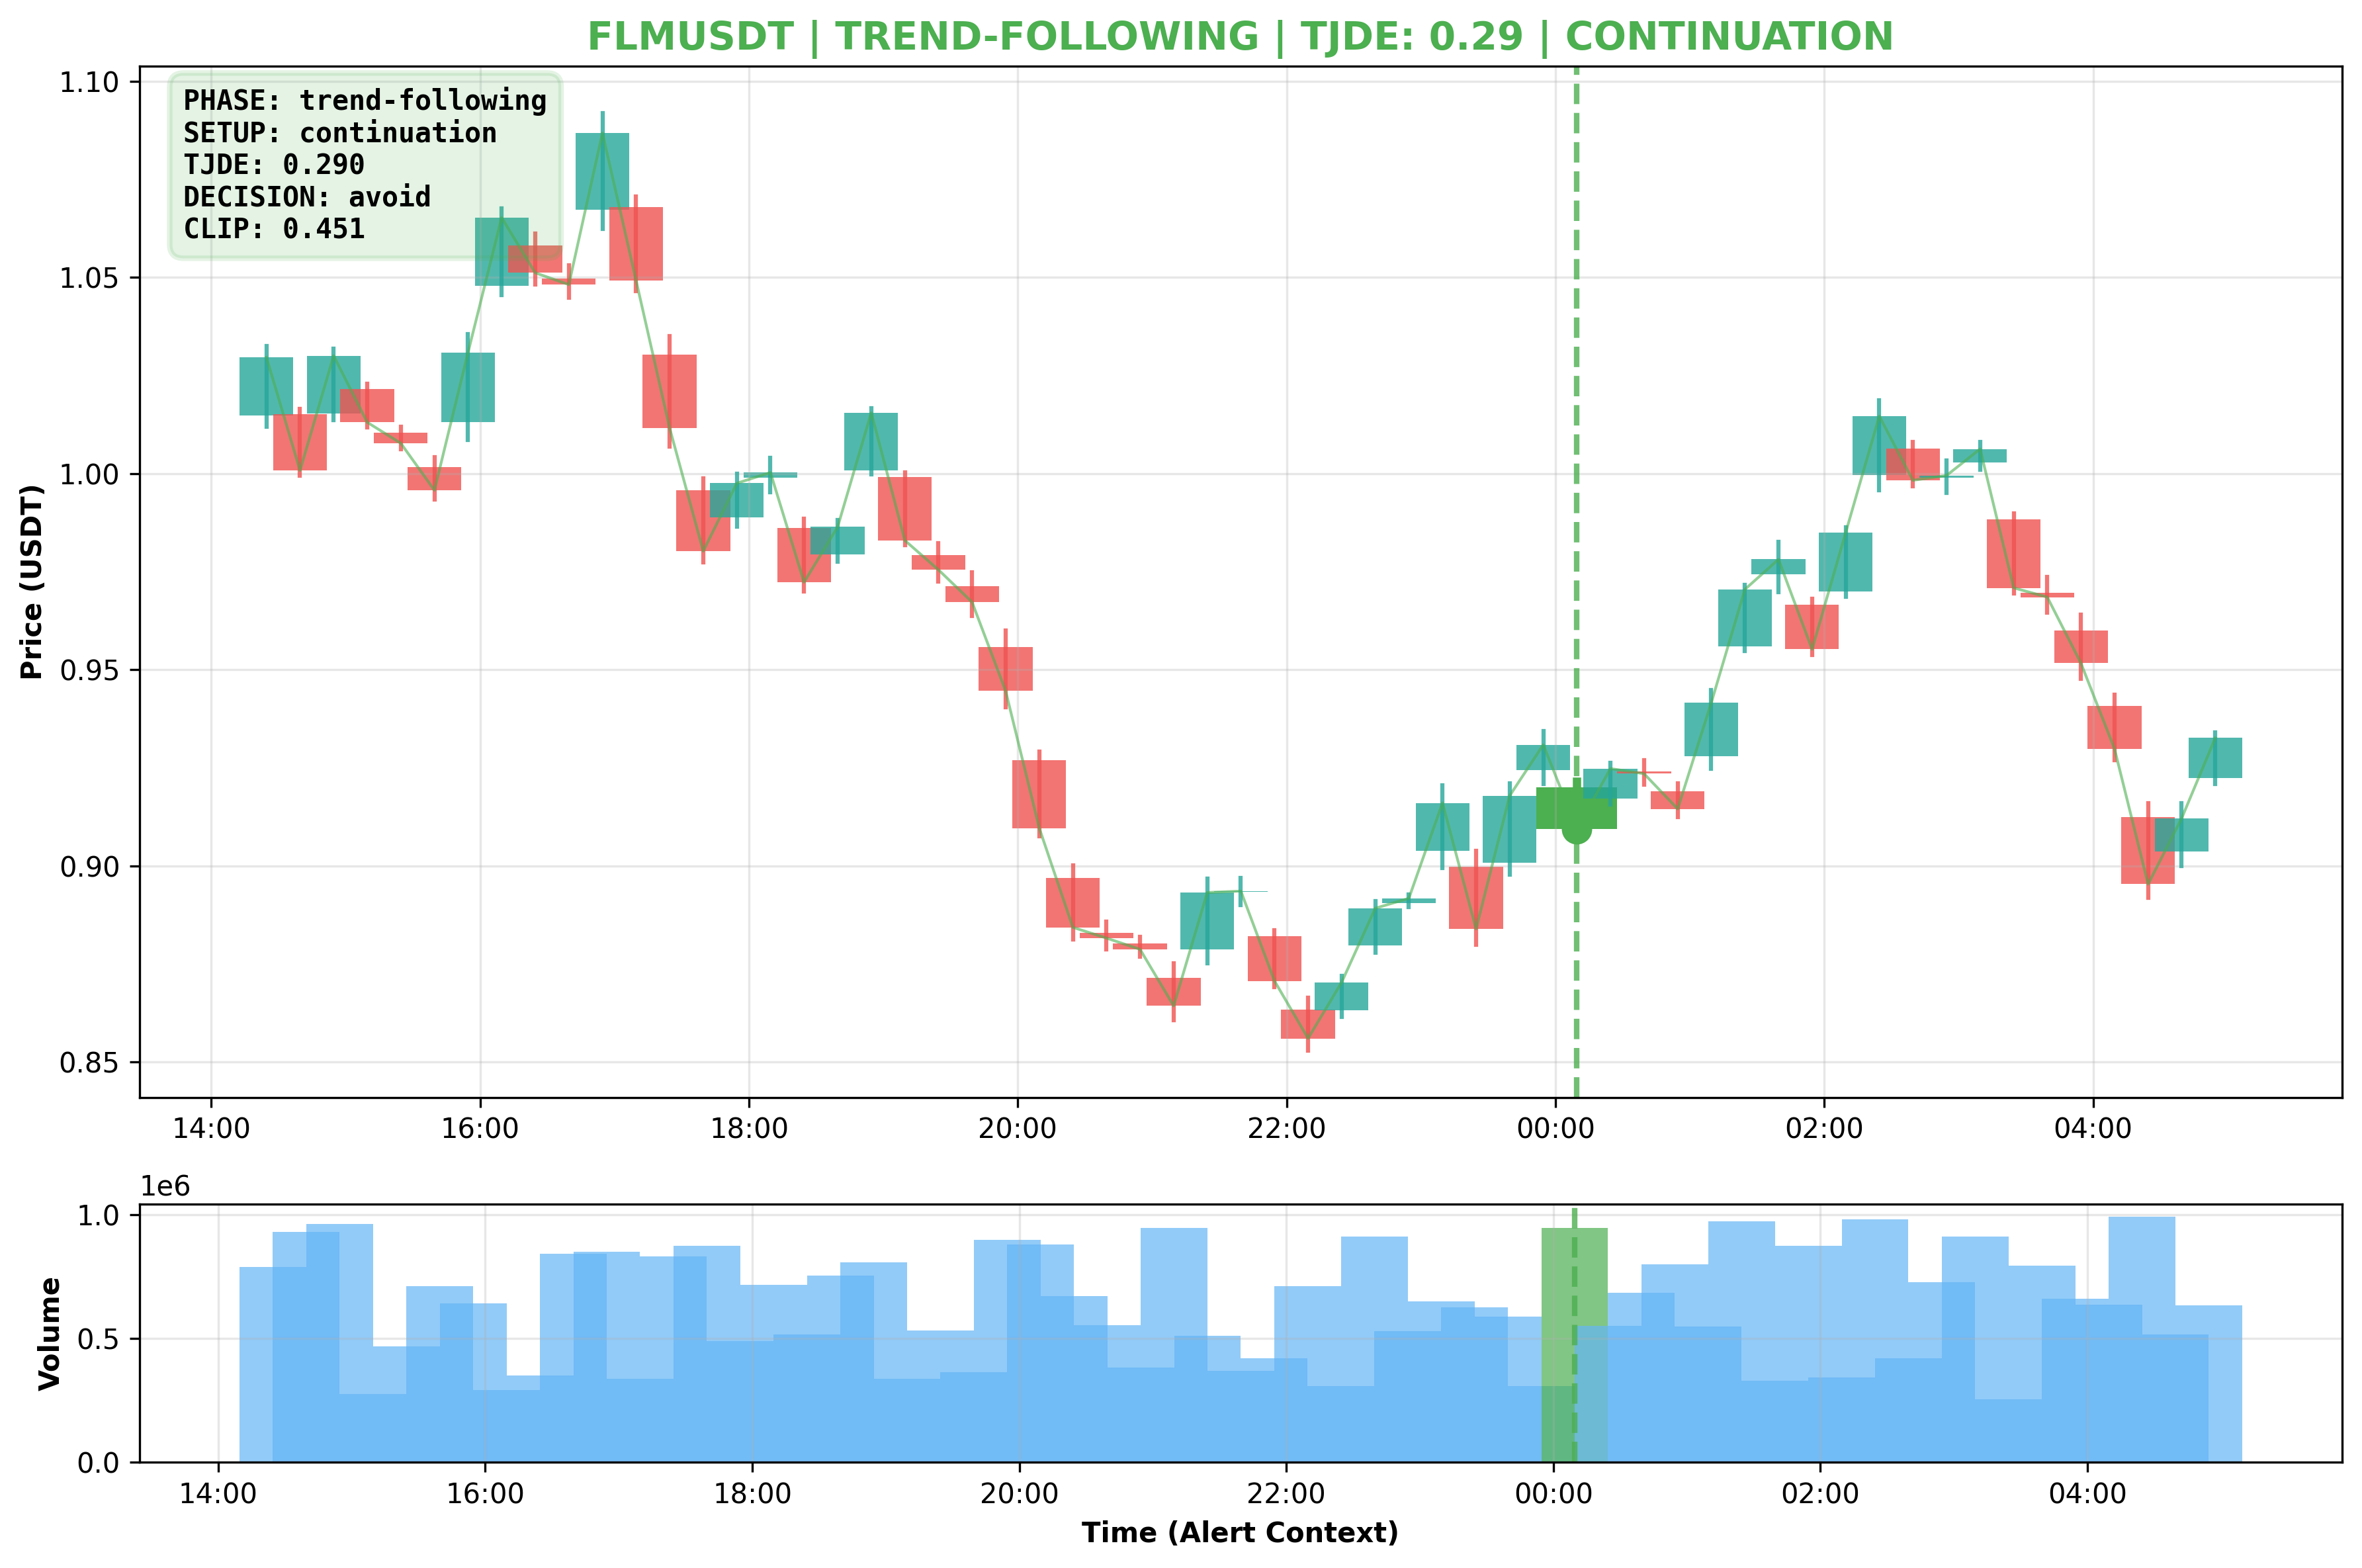 FLMUSDT | TREND-FOLLOWING | TJDE: 0.29 | CONTINUATION
PHASE: trend-following
SETUP: continuation
TJDE: 0.290
DECISION: avoid
CLIP: 0.451
Price (USDT)
1.10
1.05
1.00
0.95
0.90
0.85
14:00 16:00 18:00 20:00 22:00 00:00 02:00 04:00
1e6
Volume
1.0
0.5
0.0
14:00 16:00 18:00 20:00 22:00 00:00 02:00 04:00
Time (Alert Context)